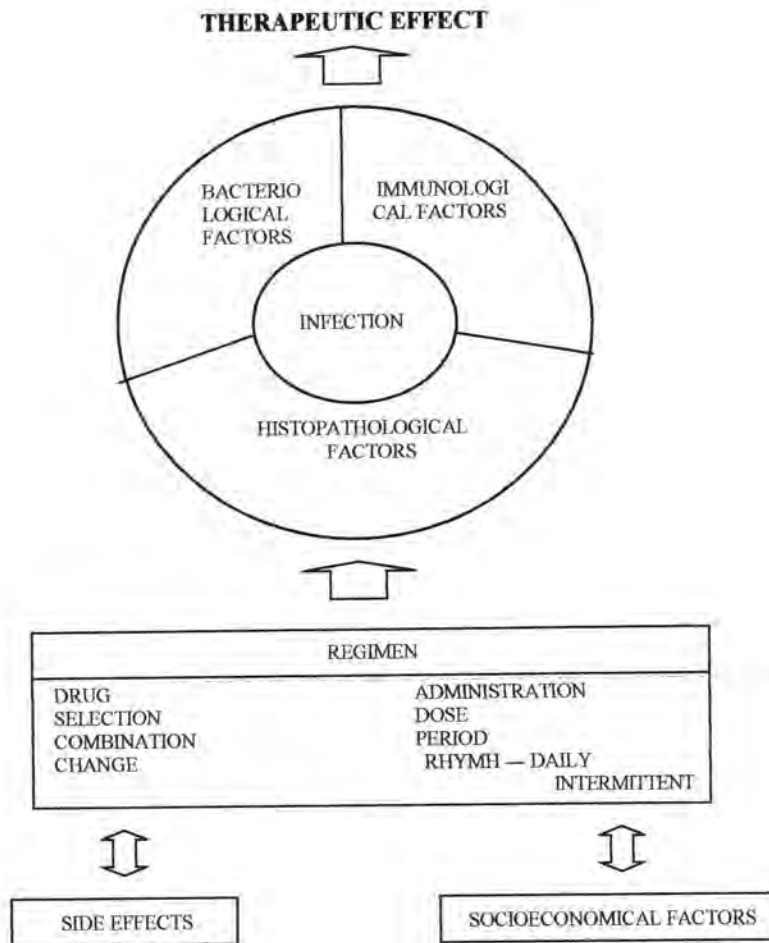 THERAPEUTIC EFFECT
BACTERIO
LOGICAL
FACTORS
IMMUNOLOGI
CAL FACTORS
INFECTION
HISTOPATHOLOGICAL
FACTORS
REGIMEN
DRUG
SELECTION
COMBINATION
CHANGE
ADMINISTRATION
DOSE
PERIOD
RHYMH — DAILY
INTERMITTENT
SIDE EFFECTS
SOCIOECONOMICAL FACTORS